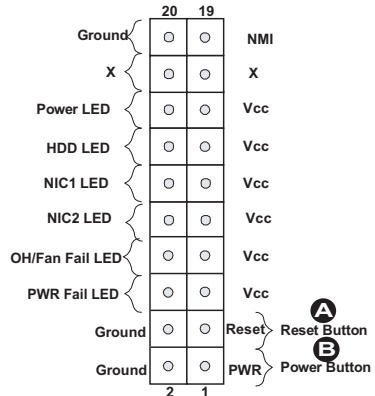 20 19
Ground NMI
X X
Power LED Vcc
HDD LED Vcc
NIC1 LED Vcc
NIC2 LED Vcc
OH/Fan Fail LED Vcc
PWR Fail LED Vcc
A
Ground Reset Reset Button
B
Ground PWR Power Button
2 1